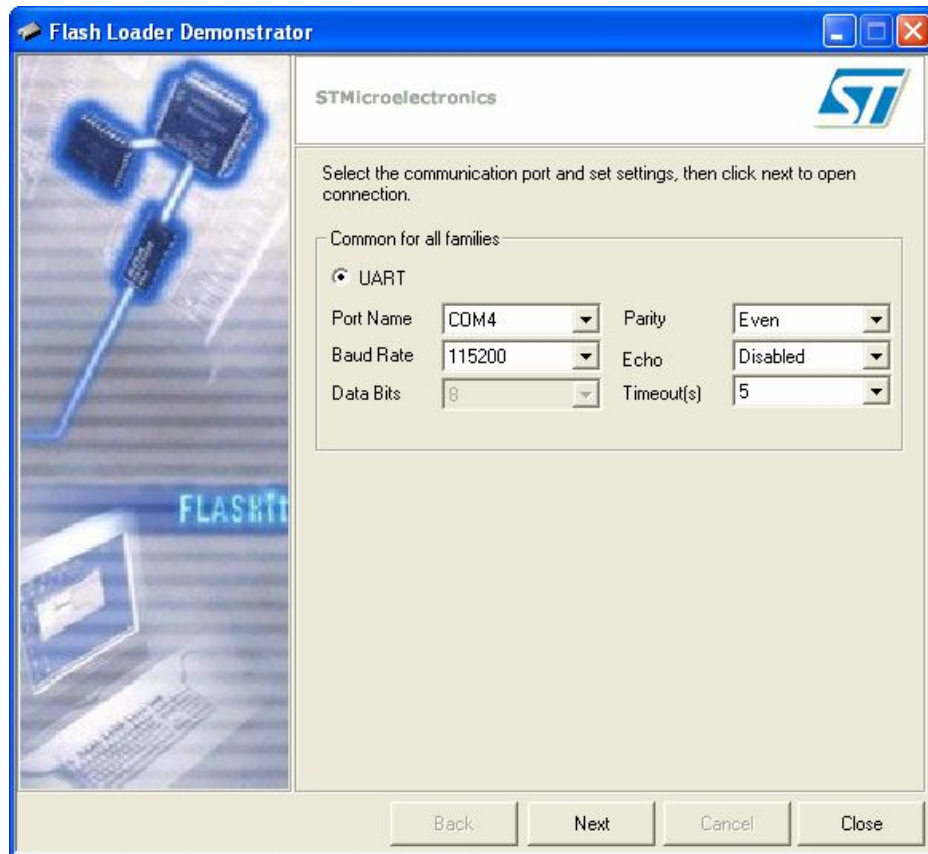 Flash Loader Demonstrator
STMicroelectronics
ST
Select the communication port and set settings, then click next to open
connection.
Common for all families
UART
Port Name COM4 Parity Even
Baud Rate 115200 Echo Disabled
Data Bits 8 Timeout(s) 5
FLASH
Back Next Cancel Close